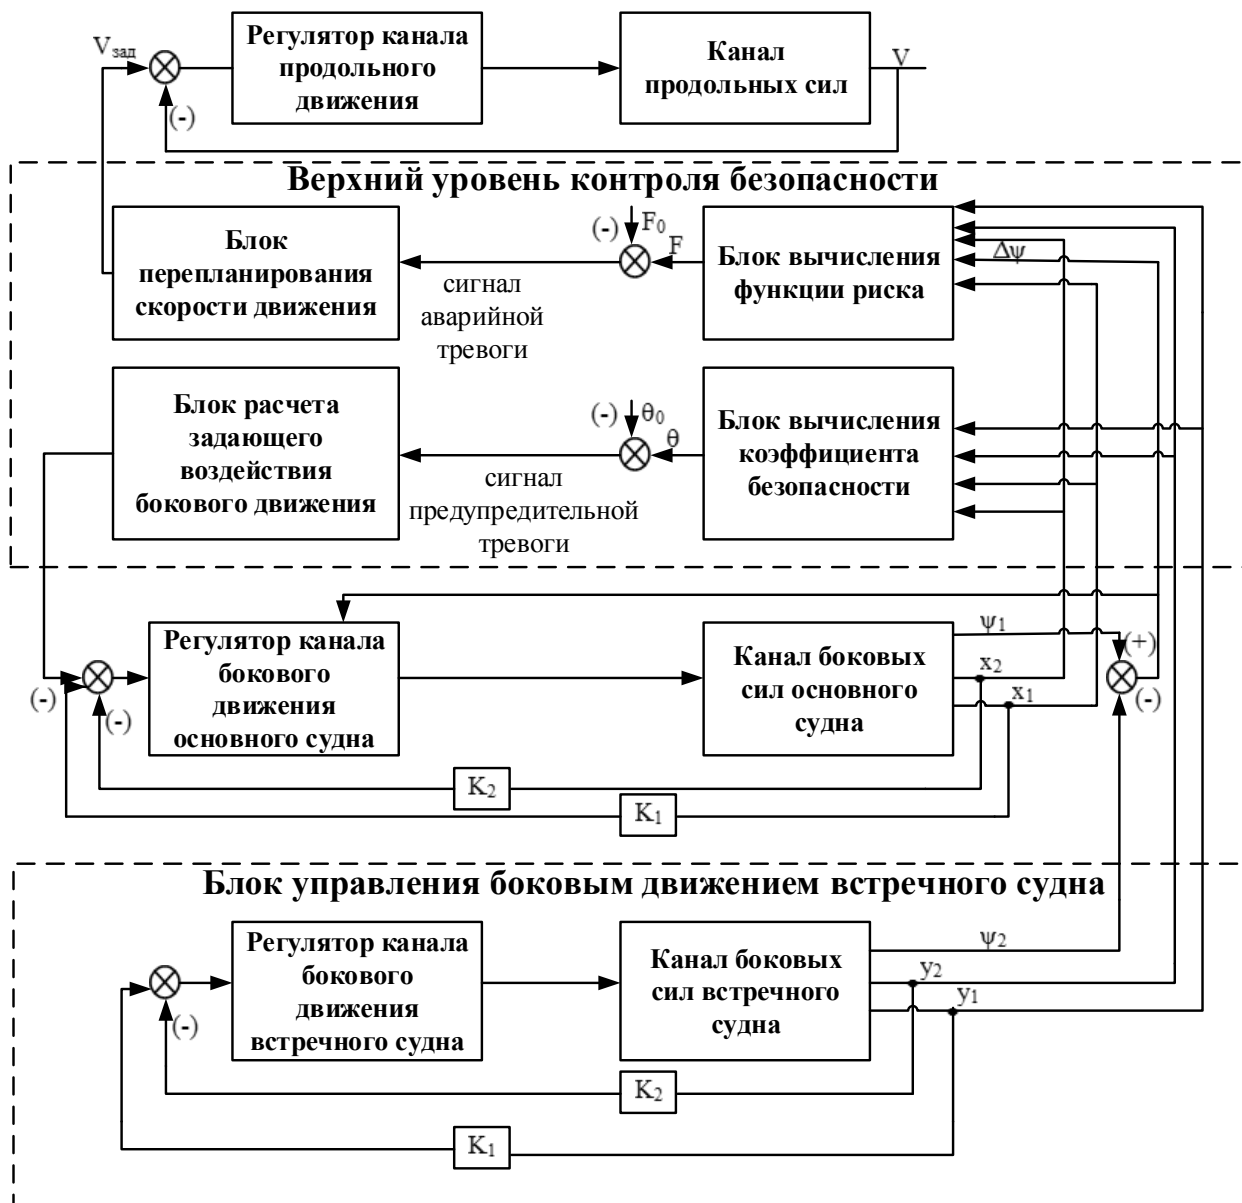 V_зад
(-)
Регулятор канала
продольного
движения
Канал
продольных сил
V
Верхний уровень контроля безопасности
Блок
перепланирования
скорости движения
сигнал
аварийной
тревоги
(-)
F₀
F
Блок вычисления
функции риска
Δψ
Блок расчета
задающего
воздействия
бокового движения
сигнал
предупредительной
тревоги
(-)
θ₀
θ
Блок вычисления
коэффициента
безопасности
(-)
(-)
Регулятор канала
бокового
движения
основного судна
Канал боковых
сил основного
судна
ψ₁
x₂
x₁
(+)
(-)
K₂
K₁
Блок управления боковым движением встречного судна
(-)
Регулятор канала
бокового
движения
встречного судна
Канал боковых
сил встречного
судна
ψ₂
y₂
y₁
K₂
K₁